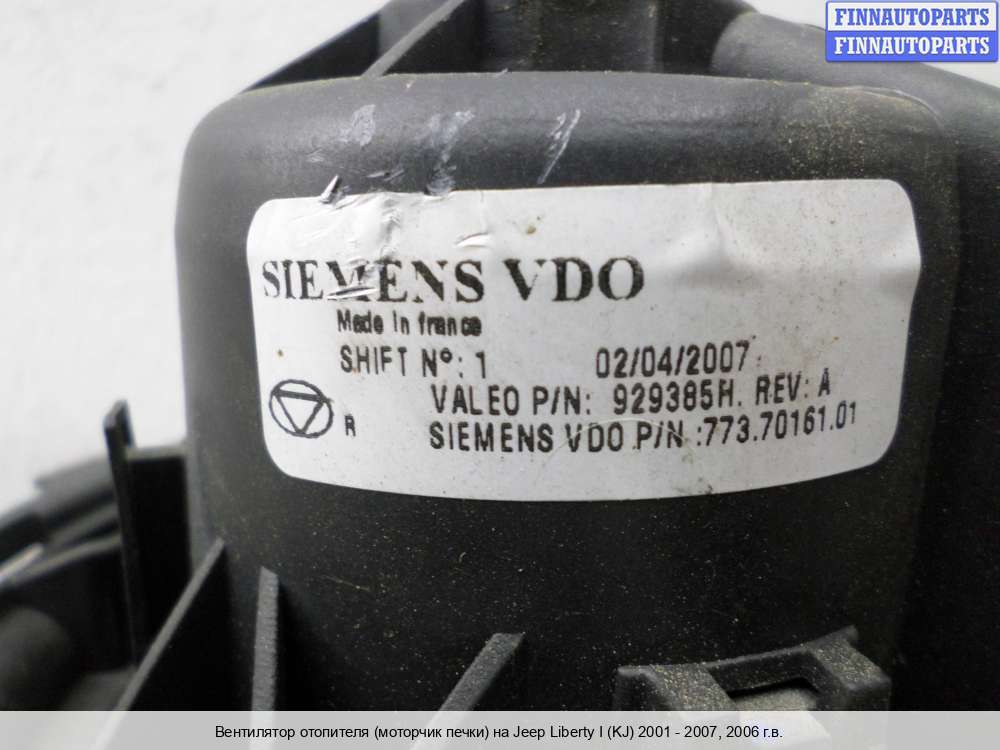 FINNAUTOPARTS
FINNAUTOPARTS
SIEMENS VDO
Made in france
SHIFT Nº: 1 02/04/2007
VALEO P/N: 929385H. REV: A
R SIEMENS VDO P/N :773.70161.01
Вентилятор отопителя (моторчик печки) на Jeep Liberty I (KJ) 2001 - 2007, 2006 г.в.